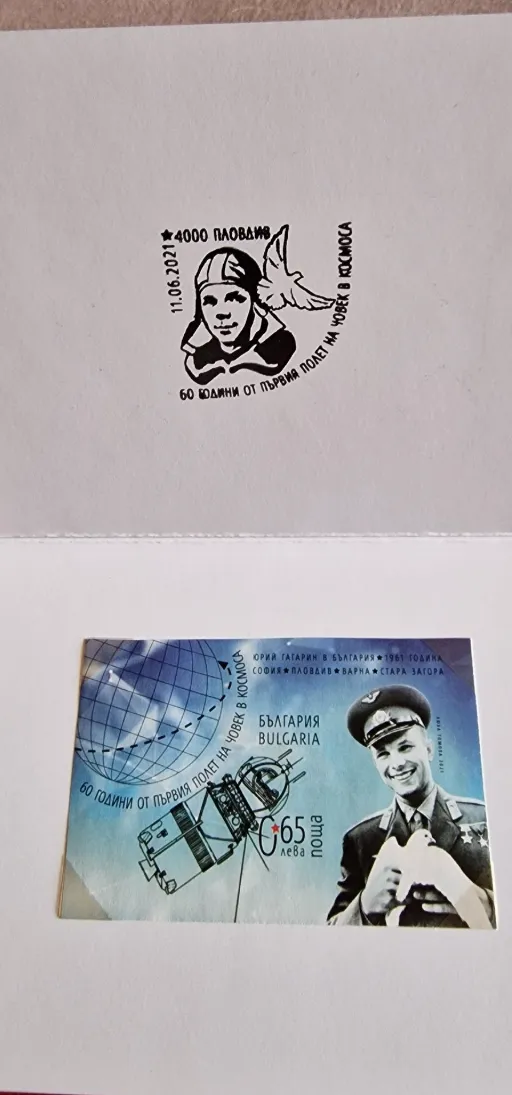 ★ 4000 ПЛОВДИВ
11.06.2021
60 ГОДИНИ ОТ ПЪРВИЯ ПОЛЕТ НА ЧОВЕК В КОСМОСА
ЮРИЙ ГАГАРИН В БЪЛГАРИЯ ★ 1961 ГОДИНА
СОФИЯ ★ ПЛОВДИВ ★ ВАРНА ★ СТАРА ЗАГОРА
60 ГОДИНИ ОТ ПЪРВИЯ ПОЛЕТ НА ЧОВЕК В КОСМОСА
БЪЛГАРИЯ
BULGARIA
0★65
лева
поща